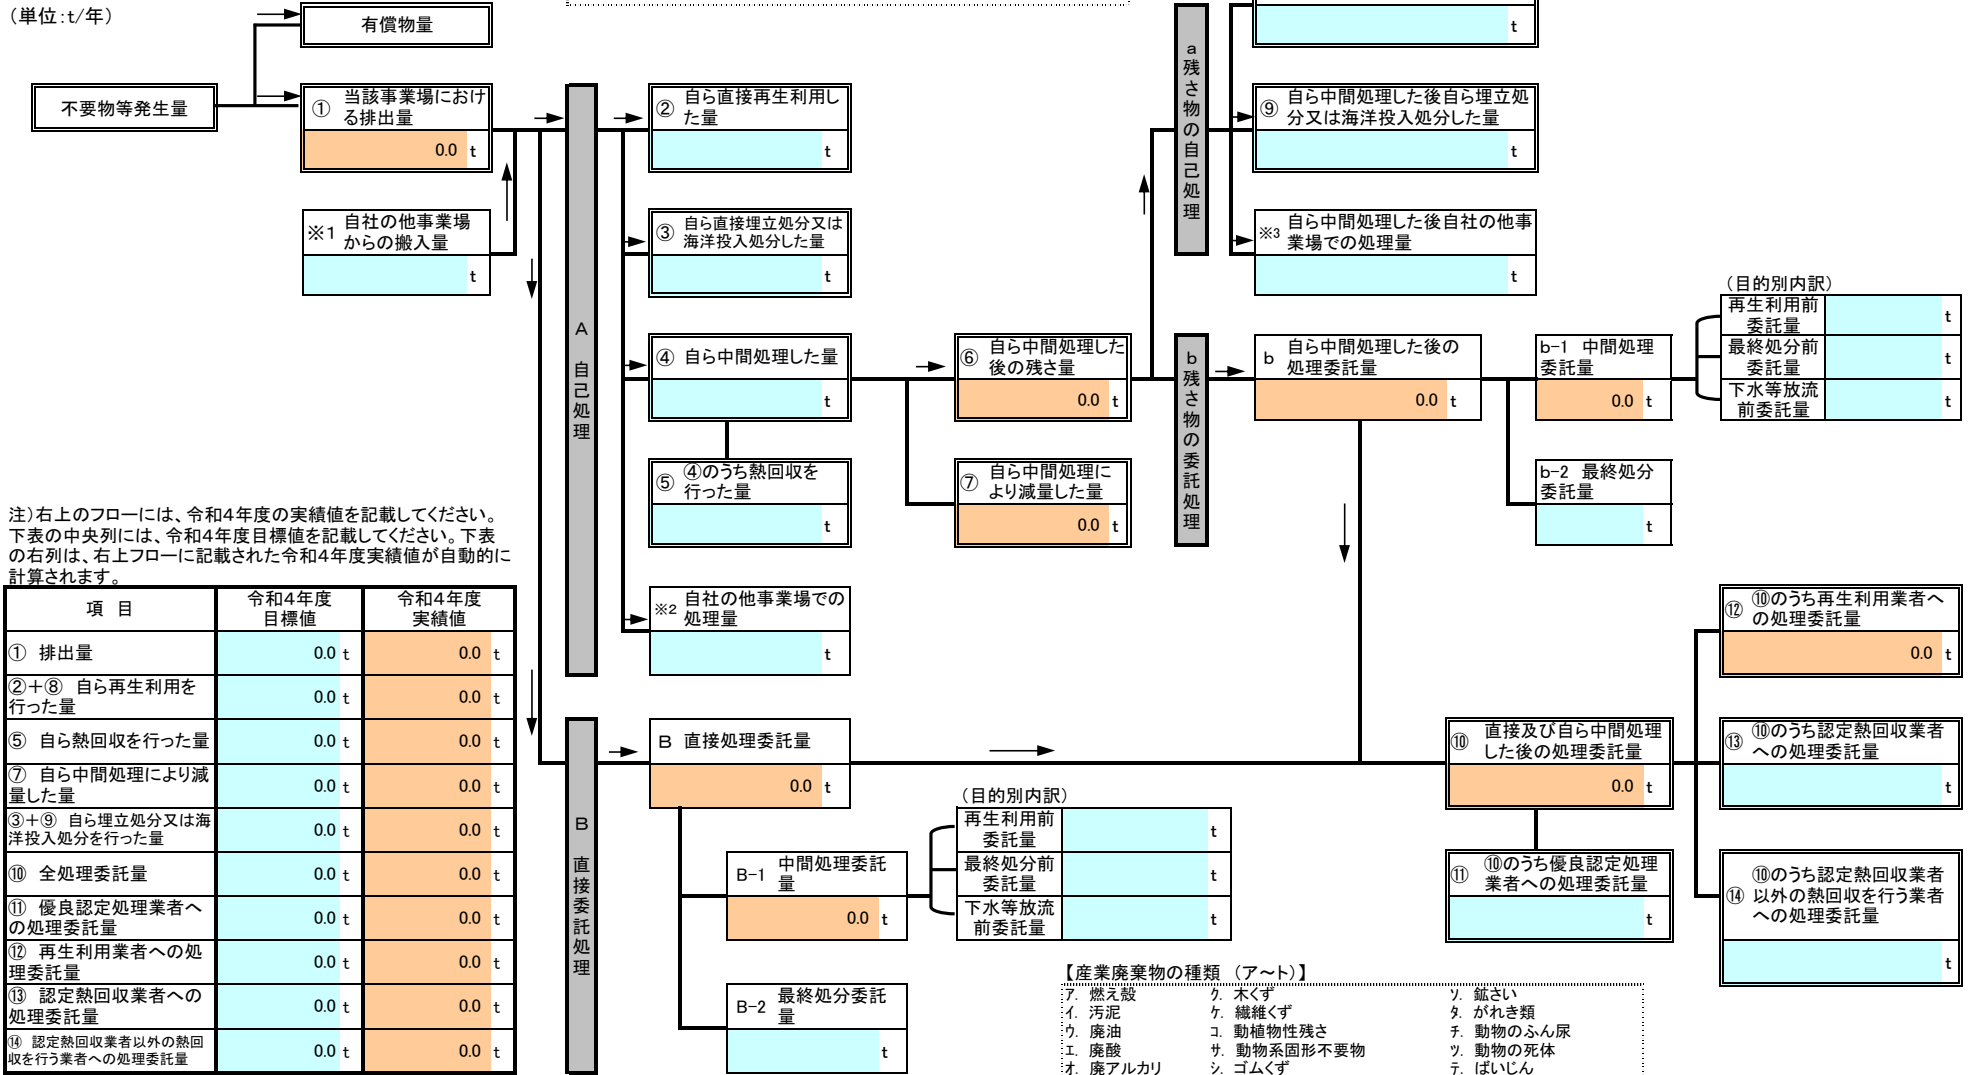 (単位:t/年)
有償物量
不要物等発生量
① 当該事業場におけ
る排出量
0.0 t
※1 自社の他事業場
からの搬入量
t
A 自己処理
② 自ら直接再生利用し
た量
t
③ 自ら直接埋立処分又は
海洋投入処分した量
t
④ 自ら中間処理した量
t
⑤ ④のうち熱回収を
行った量
t
※2 自社の他事業場での
処理量
t
⑥ 自ら中間処理した
後の残さ量
0.0 t
⑦ 自ら中間処理に
より減量した量
0.0 t
a 残さ物の自己処理
t
⑨ 自ら中間処理した後自ら埋立処
分又は海洋投入処分した量
t
※3 自ら中間処理した後自社の他事
業場での処理量
t
b 残さ物の委託処理
b 自ら中間処理した後の
処理委託量
0.0 t
b-1 中間処理
委託量
0.0 t
b-2 最終処分
委託量
t
(目的別内訳)
再生利用前
委託量
t
最終処分前
委託量
t
下水等放流
前委託量
t
注)右上のフローには、令和4年度の実績値を記載してください。
下表の中央列には、令和4年度目標値を記載してください。下表
の右列は、右上フローに記載された令和4年度実績値が自動的に
計算されます。
項 目
令和4年度
目標値
令和4年度
実績値
① 排出量
0.0 t 0.0 t
②+⑧ 自ら再生利用を
行った量
0.0 t 0.0 t
⑤ 自ら熱回収を行った量
0.0 t 0.0 t
⑦ 自ら中間処理により減
量した量
0.0 t 0.0 t
③+⑨ 自ら埋立処分又は海
洋投入処分を行った量
0.0 t 0.0 t
⑩ 全処理委託量
0.0 t 0.0 t
⑪ 優良認定処理業者へ
の処理委託量
0.0 t 0.0 t
⑫ 再生利用業者への処
理委託量
0.0 t 0.0 t
⑬ 認定熱回収業者への
処理委託量
0.0 t 0.0 t
⑭ 認定熱回収業者以外の熱回
収を行う業者への処理委託量
0.0 t 0.0 t
B 直接委託処理
B 直接処理委託量
0.0 t
B-1 中間処理委託
量
0.0 t
B-2 最終処分委託
量
t
(目的別内訳)
再生利用前
委託量
t
最終処分前
委託量
t
下水等放流
前委託量
t
⑩ 直接及び自ら中間処理
した後の処理委託量
0.0 t
⑪ ⑩のうち優良認定処理
業者への処理委託量
t
⑫ ⑩のうち再生利用業者へ
の処理委託量
0.0 t
⑬ ⑩のうち認定熱回収業者
への処理委託量
t
⑭ ⑩のうち認定熱回収業者
以外の熱回収を行う業者
への処理委託量
t
【産業廃棄物の種類 (ア~ト)】
ア. 燃え殻 ク. 木くず ソ. 鉱さい
イ. 汚泥 ケ. 繊維くず タ. がれき類
ウ. 廃油 コ. 動植物性残さ チ. 動物のふん尿
エ. 廃酸 サ. 動物系固形不要物 ツ. 動物の死体
オ. 廃アルカリ シ. ゴムくず テ. ばいじん